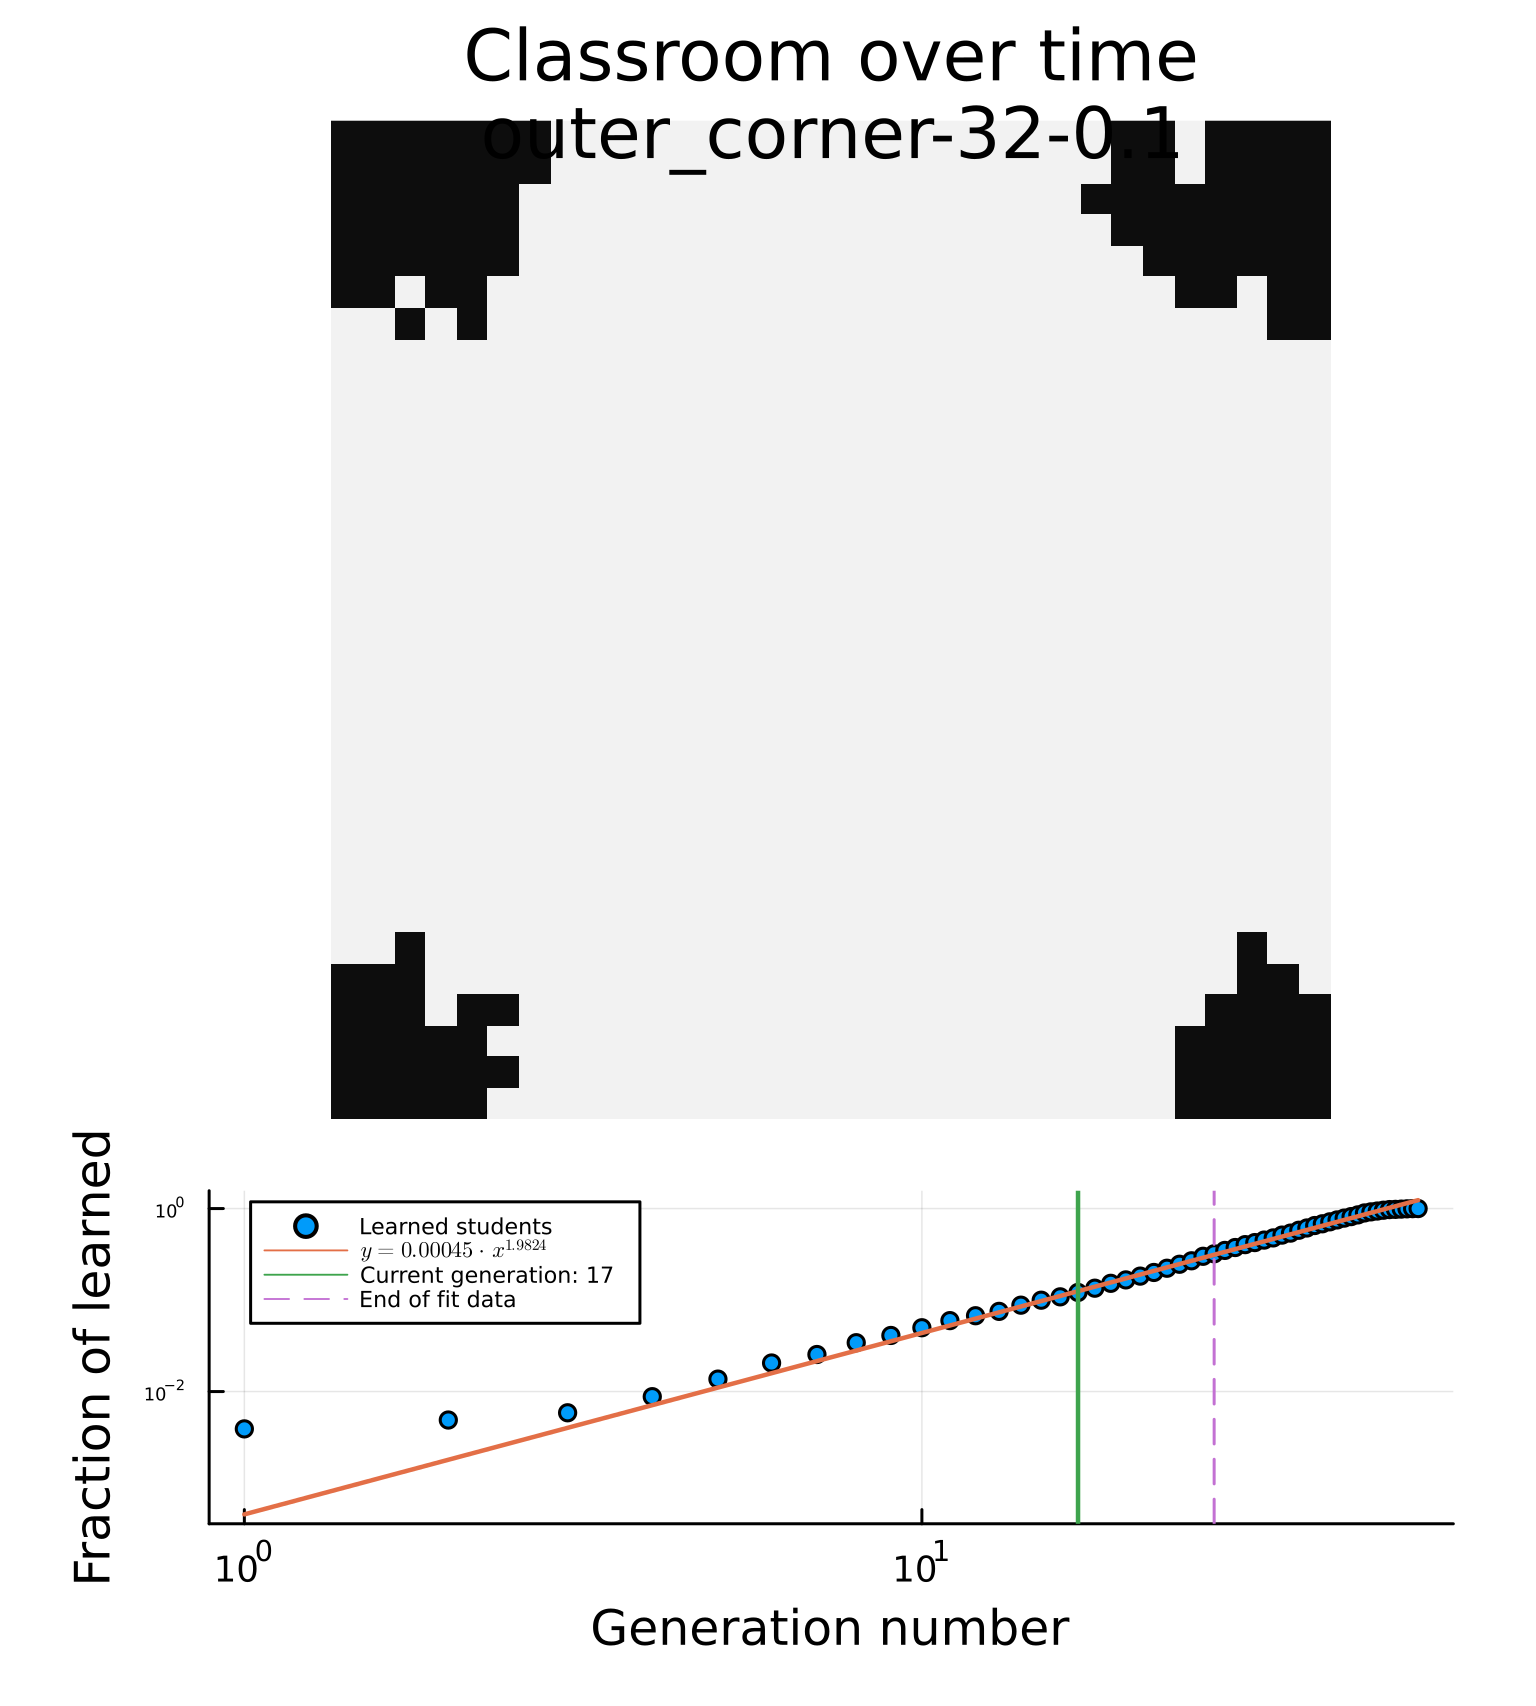 Classroom over time
outer_corner-32-0.1
Fraction of learned
10^0
10^−2
Learned students
y = 0.00045 · x^1.9824
Current generation: 17
End of fit data
10^0
10^1
Generation number